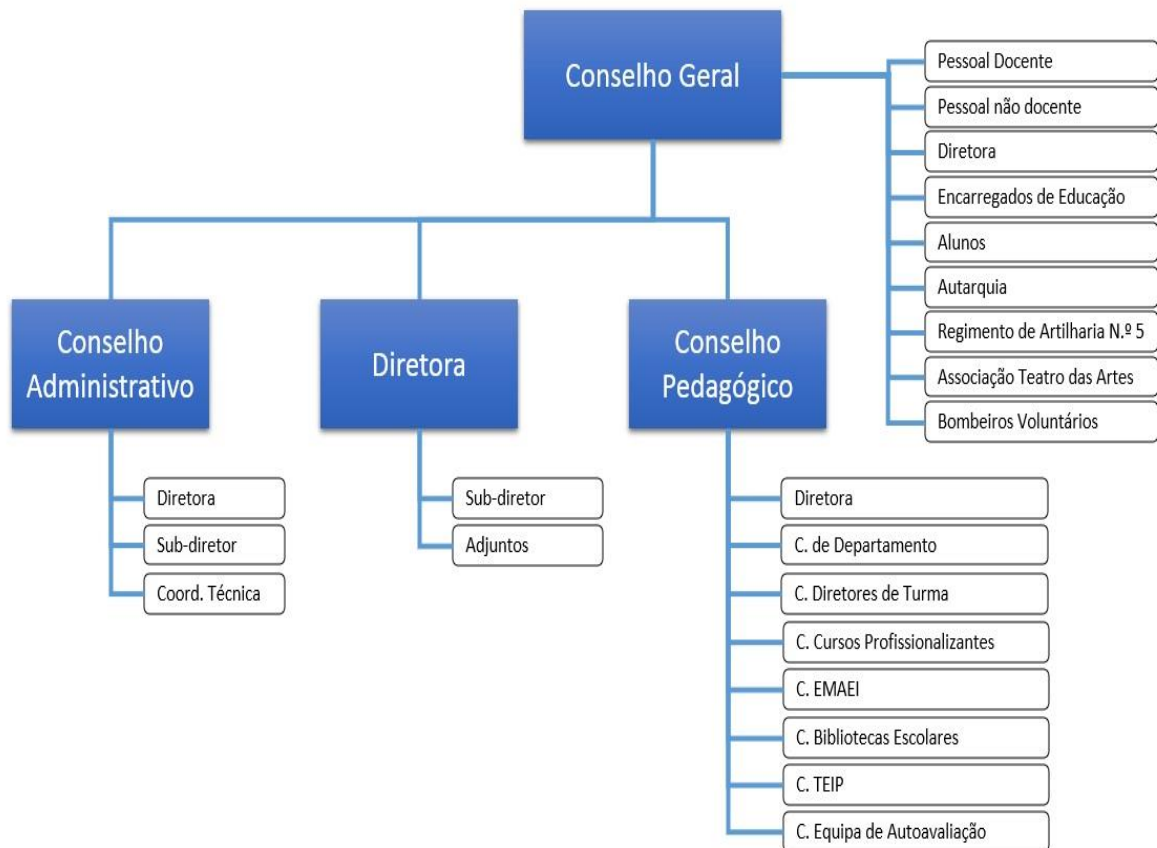 Conselho Geral
Pessoal Docente
Pessoal não docente
Diretora
Encarregados de Educação
Alunos
Autarquia
Regimento de Artilharia N.º 5
Associação Teatro das Artes
Bombeiros Voluntários
Conselho
Administrativo
Diretora
Sub-diretor
Coord. Técnica
Diretora
Sub-diretor
Adjuntos
Conselho
Pedagógico
Diretora
C. de Departamento
C. Diretores de Turma
C. Cursos Profissionalizantes
C. EMAEI
C. Bibliotecas Escolares
C. TEIP
C. Equipa de Autoavaliação